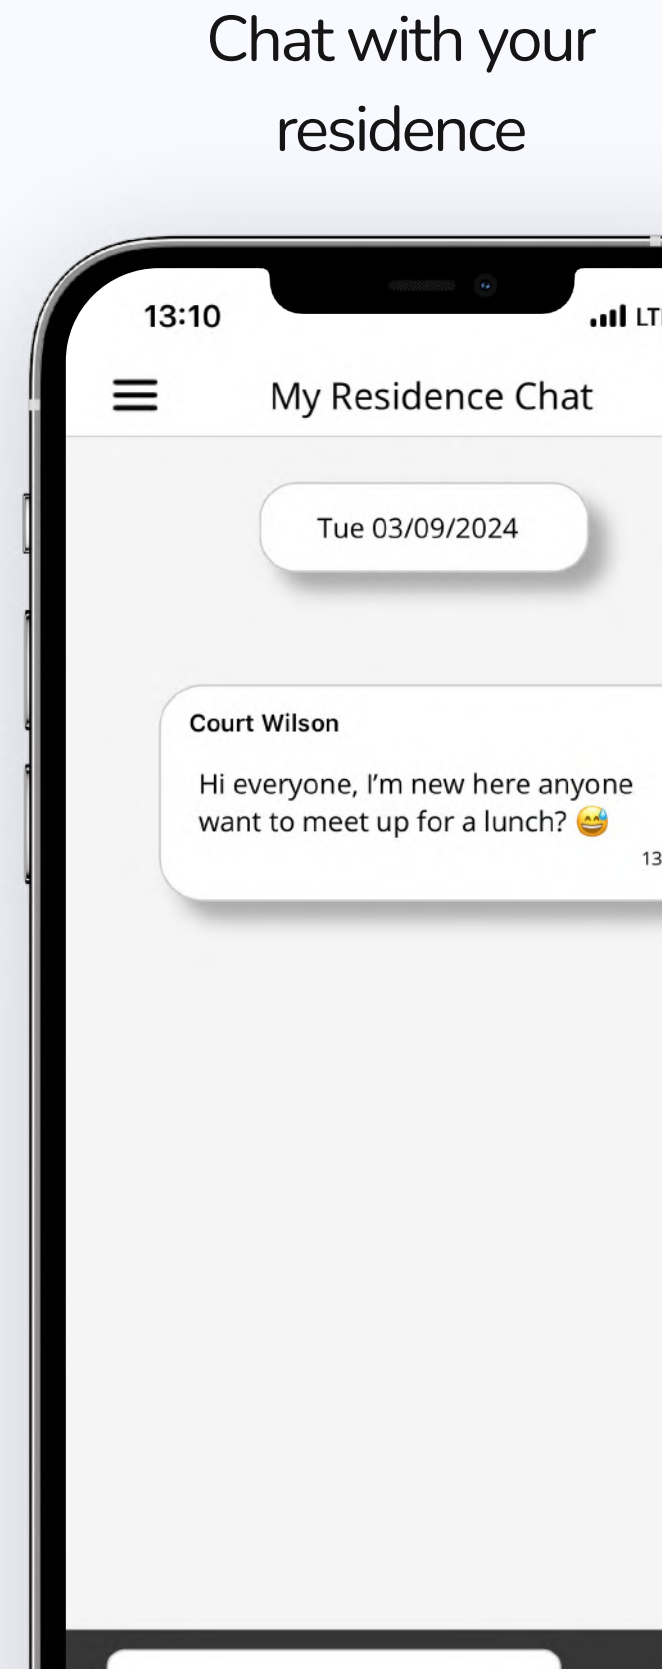 Chat with your
residence
13:10
My Residence Chat
Tue 03/09/2024
Court Wilson
Hi everyone, I’m new here anyone
want to meet up for a lunch? 😅